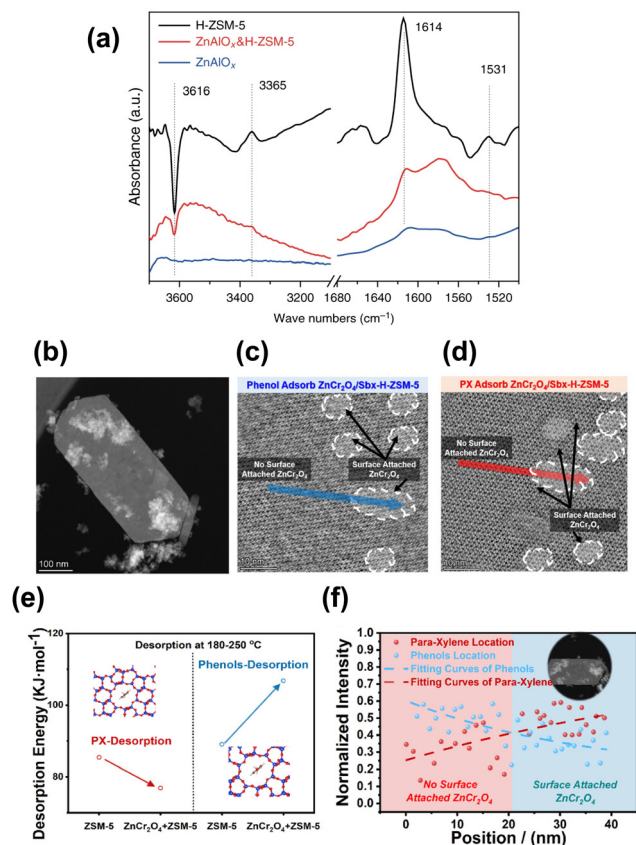 (a)
H-ZSM-5
ZnAlOₓ&H-ZSM-5
ZnAlOₓ
3616
3365
1614
1531
Absorbance (a.u.)
3600
3400
3200
1680
1640
1600
1560
1520
Wave numbers (cm⁻¹)
(b)
100 nm
(c)
Phenol Adsorb ZnCr₂O₄/Sbx-H-ZSM-5
No Surface
Attached ZnCr₂O₄
Surface Attached
ZnCr₂O₄
(d)
PX Adsorb ZnCr₂O₄/Sbx-H-ZSM-5
No Surface
Attached ZnCr₂O₄
Surface Attached
ZnCr₂O₄
(e)
Desorption Energy (KJ·mol⁻¹)
Desorption at 180-250 °C
Phenols-Desorption
PX-Desorption
120
100
80
ZSM-5
ZnCr₂O₄+ZSM-5
ZSM-5
ZnCr₂O₄+ZSM-5
(f)
Normalized Intensity
1.0
0.9
0.8
0.7
0.6
0.5
0.4
0.3
0.2
0.1
0.0
Para-Xylene Location
Phenols Location
Fitting Curves of Phenols
Fitting Curves of Para-Xylene
No Surface
Attached ZnCr₂O₄
Surface Attached
ZnCr₂O₄
0
10
20
30
40
Position / (nm)